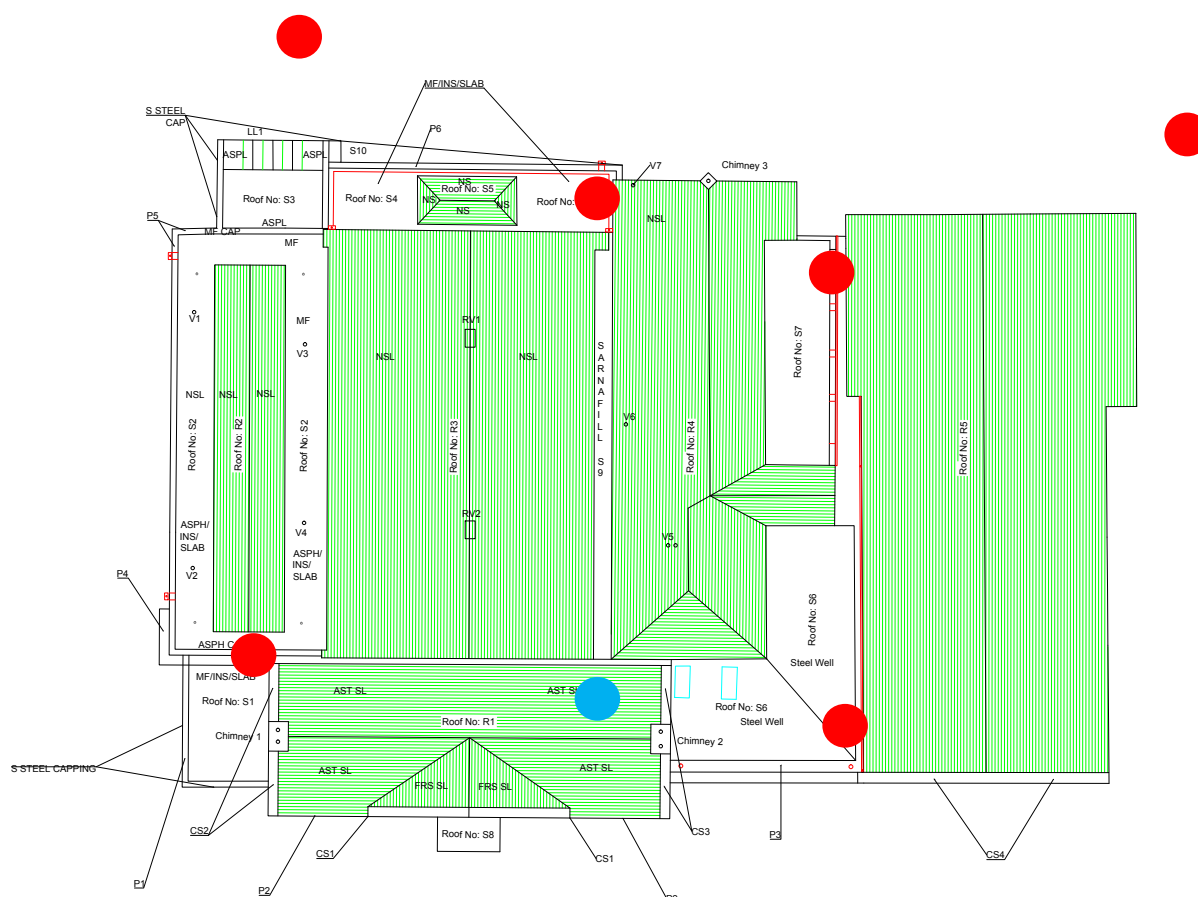 MF/INS/SLAB
S STEEL
CAP
LL1
P6
S10
ASPL
ASPL
V7
Chimney 3
NS
Roof No: S5
Roof No: S3
Roof No: S4
NS
NS
NS
Roof No:
P5
ASPL
MF CAP
MF
NSL
V1
MF
RV1
V3
NSL
NSL
Roof No: S7
SARNAFILL S9
NSL
NSL
NSL
V6
Roof No: S2
Roof No: R2
Roof No: S2
Roof No: R3
Roof No: R4
Roof No: R5
RV2
ASPH/
INS/
SLAB
V4
V5
ASPH/
INS/
SLAB
V2
P4
Roof No: S6
ASPH C
Steel Well
MF/INS/SLAB
AST SL
AST SL
Roof No: S1
Roof No: S6
Roof No: R1
Steel Well
Chimney 1
Chimney 2
S STEEL CAPPING
AST SL
AST SL
FRS SL
FRS SL
CS2
Roof No: S8
CS3
P3
CS1
CS1
CS4
P1
P2